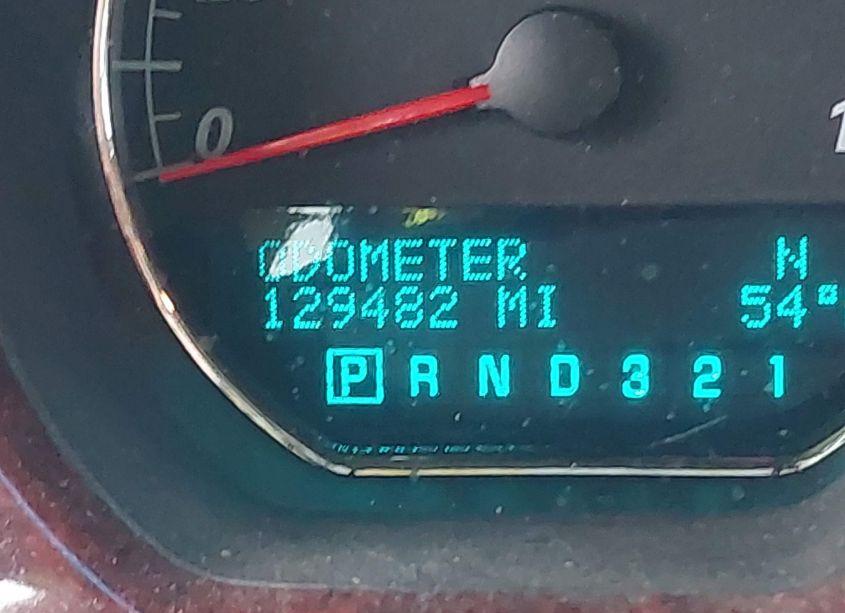 0
ODOMETER N
129482 MI 54°
P R N D 3 2 1